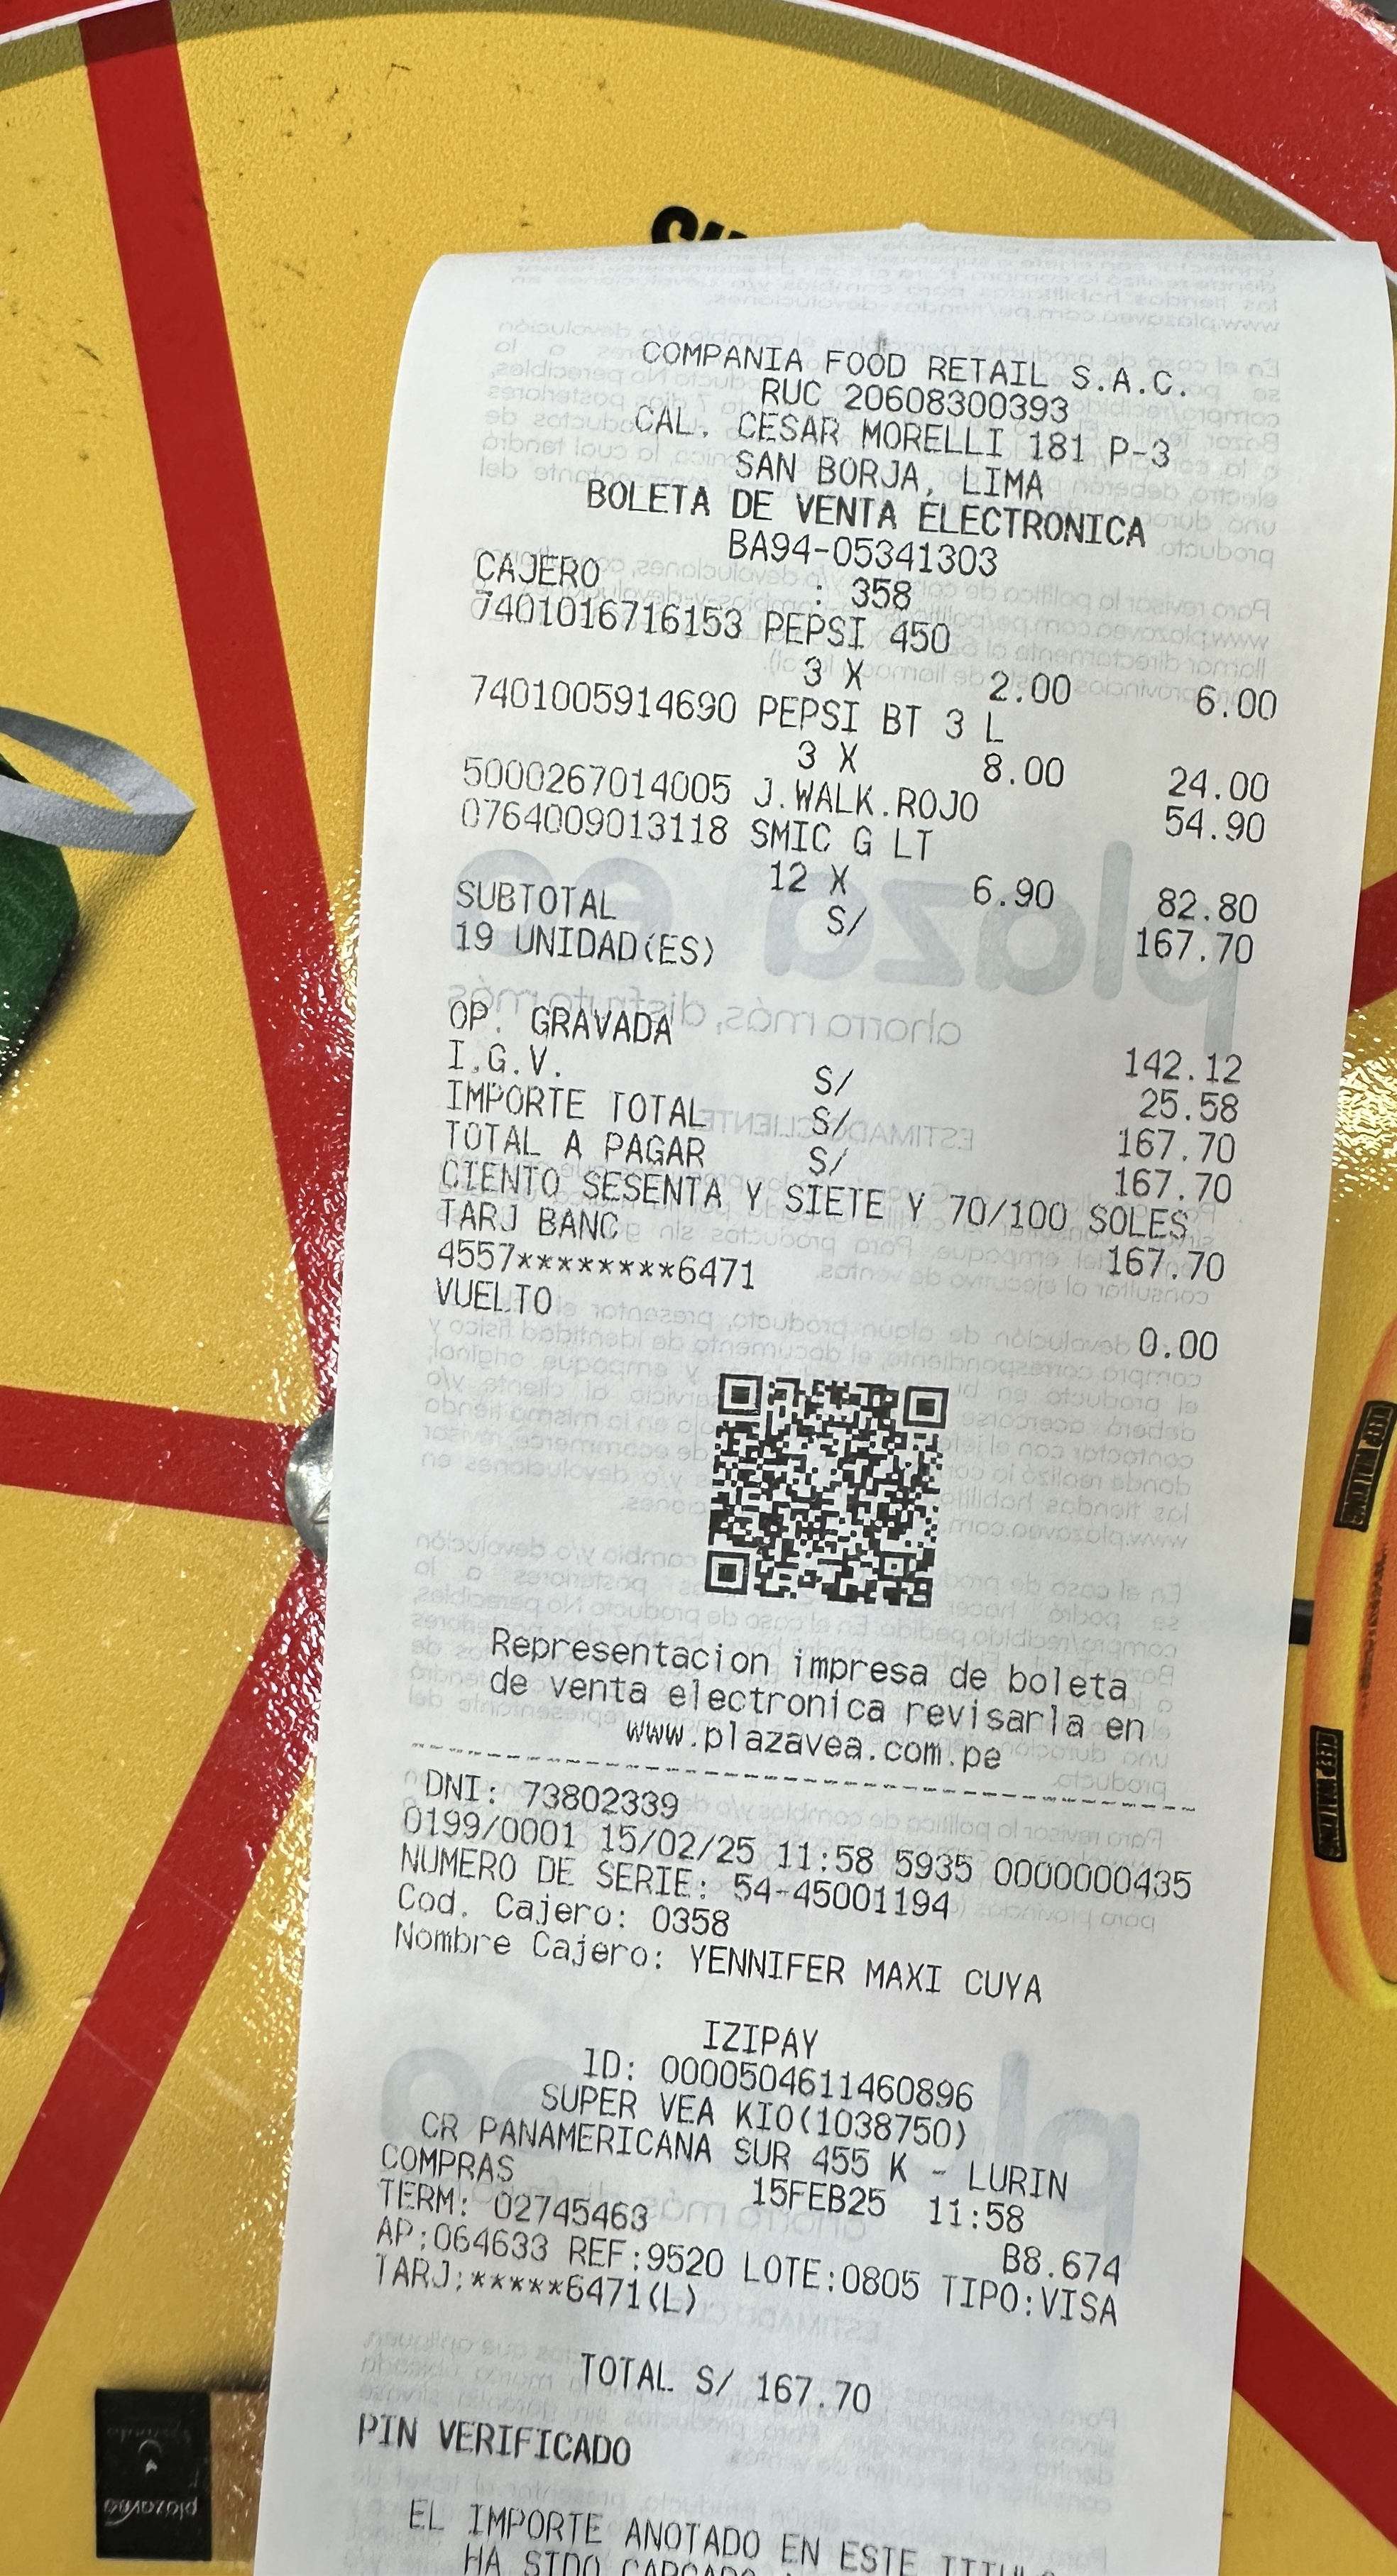 COMPANIA FOOD RETAIL S.A.C.
RUC 20608300393
CAL. CESAR MORELLI 181 P-3
SAN BORJA, LIMA
BOLETA DE VENTA ELECTRONICA
BA94-05341303
CAJERO : 358
7401016716153 PEPSI 450
3 X 2.00 6.00
7401005914690 PEPSI BT 3 L
3 X 8.00 24.00
5000267014005 J.WALK.ROJO 54.90
0764009013118 SMIC G LT
12 X 6.90 82.80
SUBTOTAL S/ 167.70
19 UNIDAD(ES)
OP. GRAVADA 142.12
I.G.V. S/ 25.58
IMPORTE TOTAL S/ 167.70
TOTAL A PAGAR S/ 167.70
CIENTO SESENTA Y SIETE Y 70/100 SOLES
TARJ BANC 167.70
4557********6471
VUELTO 0.00
Representacion impresa de boleta
de venta electronica revisarla en
www.plazavea.com.pe
DNI: 73802339
0199/0001 15/02/25 11:58 5935 0000000435
NUMERO DE SERIE: 54-45001194
Cod. Cajero: 0358
Nombre Cajero: YENNIFER MAXI CUYA
IZIPAY
ID: 0000504611460896
SUPER VEA KIO(1038750)
CR PANAMERICANA SUR 455 K - LURIN
COMPRAS 15FEB25 11:58
TERM: 02745463 B8.674
AP:064633 REF:9520 LOTE:0805 TIPO:VISA
TARJ:*****6471(L)
TOTAL S/ 167.70
PIN VERIFICADO
EL IMPORTE ANOTADO EN ESTE
HA SIDO